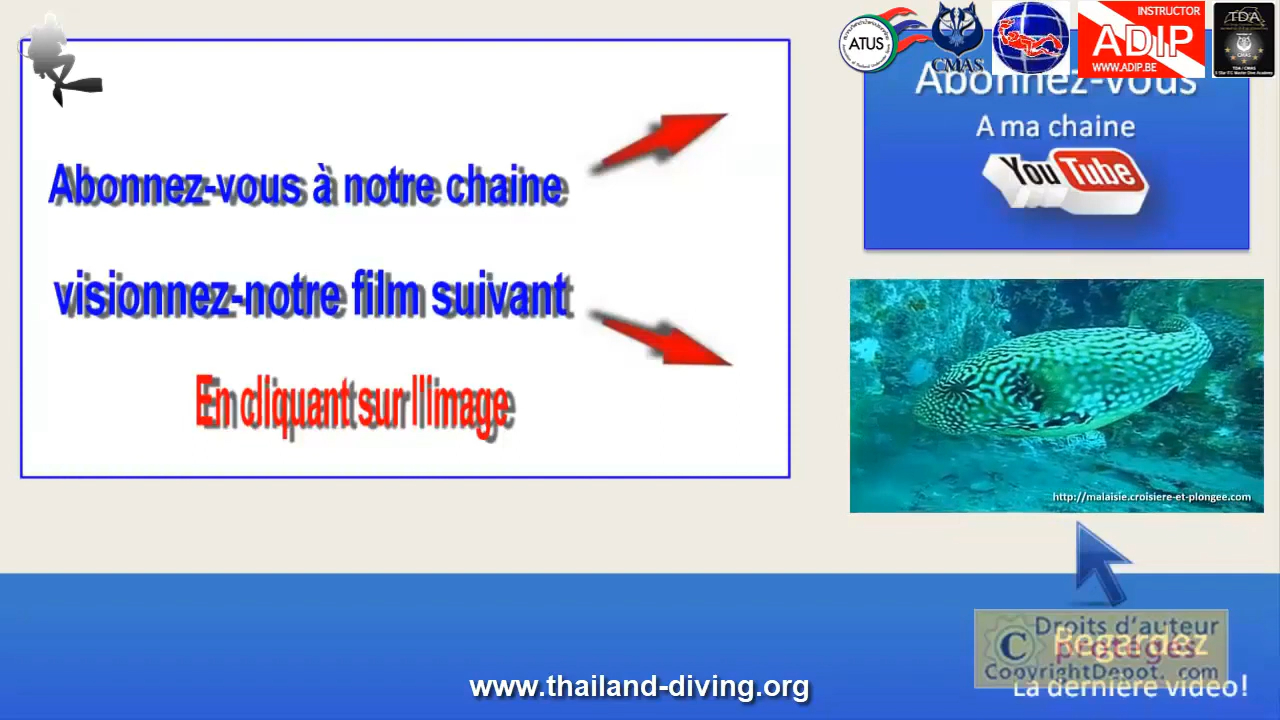 ATUS
CMAS
INSTRUCTOR
ADIP
WWW.ADIP.BE
TDA
Abonnez-vous
A ma chaine
YouTube
Abonnez-vous à notre chaine
visionnez-notre film suivant
En cliquant sur l'image
http://malaisie.croisiere-et-plongee.com
Droits d'auteur
Regardez
protégés
CopyrightDepot.com
La dernière video!
www.thailand-diving.org